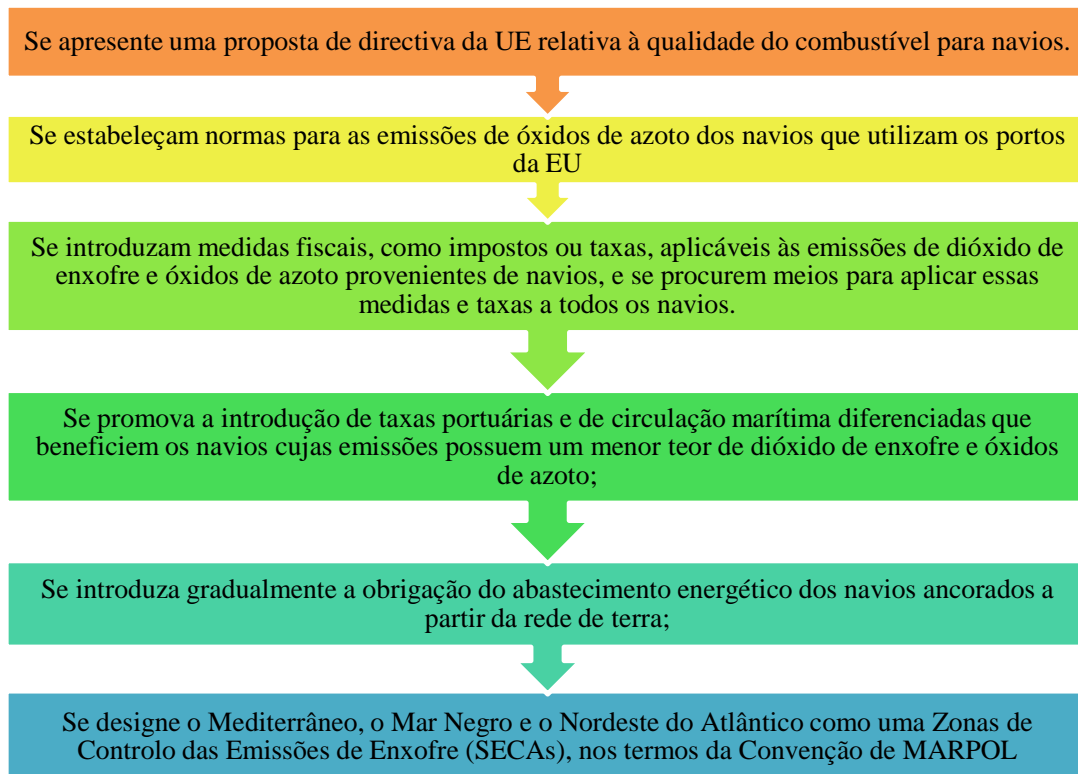 Se apresente uma proposta de directiva da UE relativa à qualidade do combustível para navios.
Se estabeleçam normas para as emissões de óxidos de azoto dos navios que utilizam os portos
da EU
Se introduzam medidas fiscais, como impostos ou taxas, aplicáveis às emissões de dióxido de
enxofre e óxidos de azoto provenientes de navios, e se procurem meios para aplicar essas
medidas e taxas a todos os navios.
Se promova a introdução de taxas portuárias e de circulação marítima diferenciadas que
beneficiem os navios cujas emissões possuem um menor teor de dióxido de enxofre e óxidos
de azoto;
Se introduza gradualmente a obrigação do abastecimento energético dos navios ancorados a
partir da rede de terra;
Se designe o Mediterrâneo, o Mar Negro e o Nordeste do Atlântico como uma Zonas de
Controlo das Emissões de Enxofre (SECAs), nos termos da Convenção de MARPOL